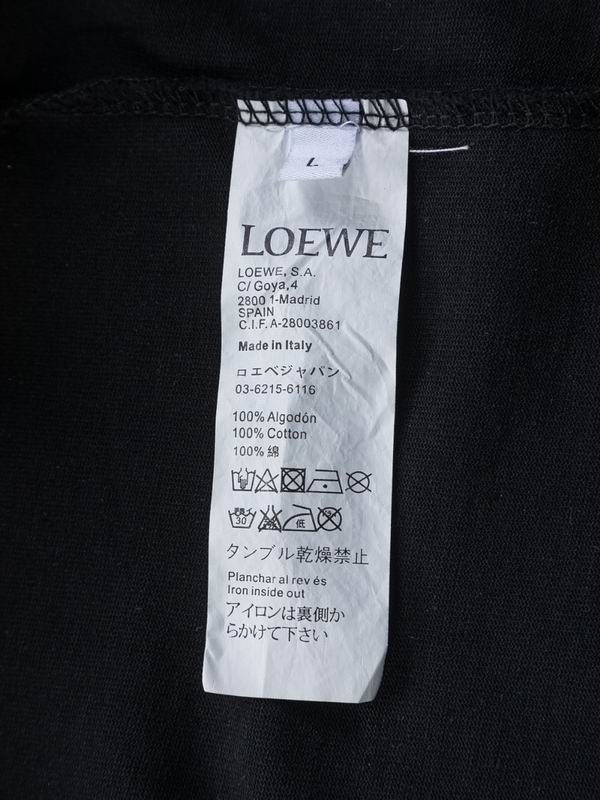 L
LOEWE
LOEWE, S.A.
C/ Goya,4
2800 1-Madrid
SPAIN
C.I.F. A-28003861
Made in Italy
ロエベジャパン
03-6215-6116
100% Algodón
100% Cotton
100% 綿
30 低
タンブル乾燥禁止
Planchar al rev és
Iron inside out
アイロンは裏側か
らかけて下さい